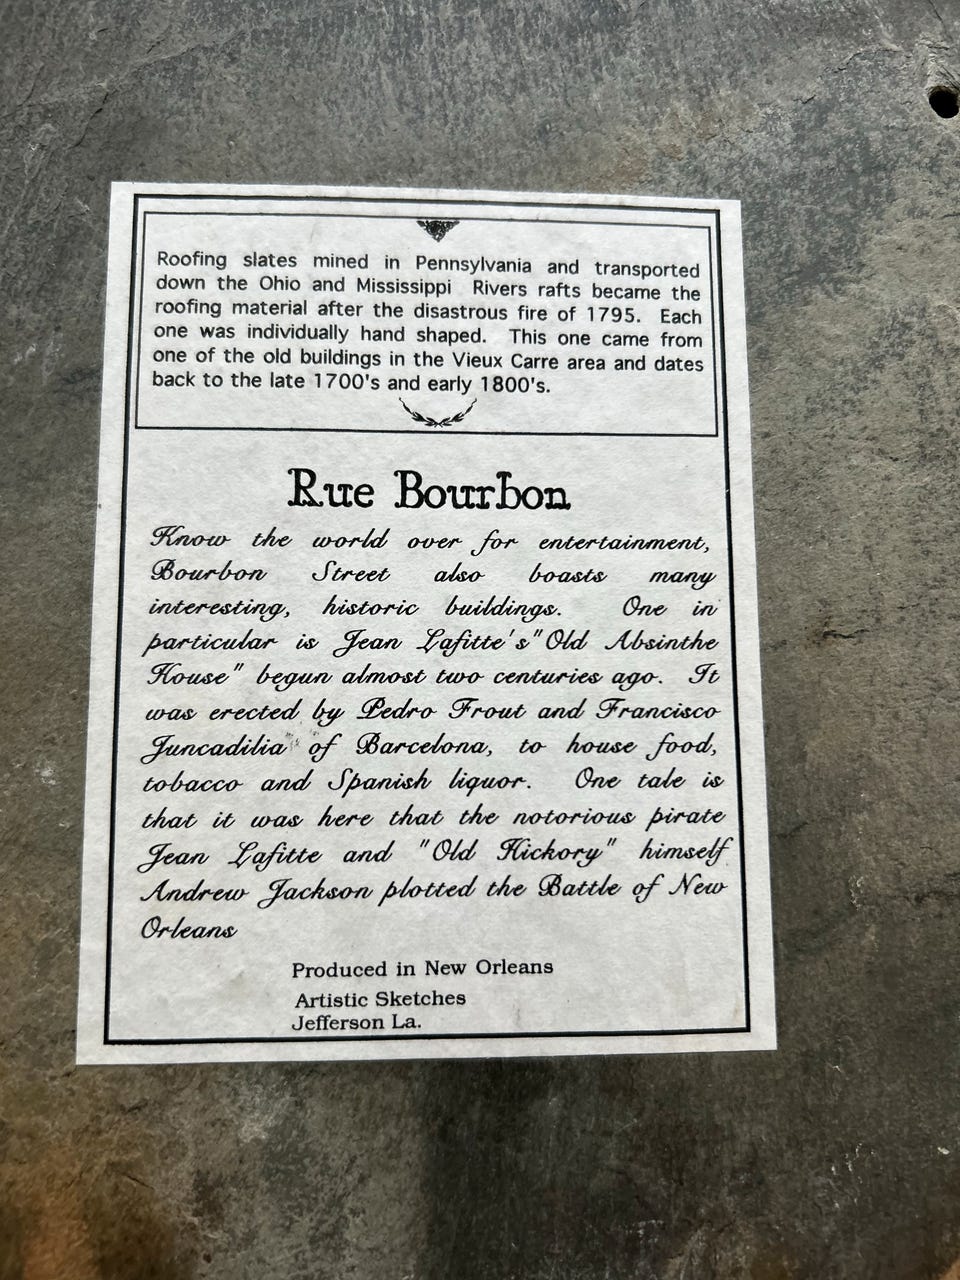 Roofing slates mined in Pennsylvania and transported
down the Ohio and Mississippi Rivers rafts became the
roofing material after the disastrous fire of 1795. Each
one was individually hand shaped. This one came from
one of the old buildings in the Vieux Carre area and dates
back to the late 1700's and early 1800's.
Rue Bourbon
Know the world over for entertainment,
Bourbon Street also boasts many
interesting, historic buildings. One in
particular is Jean Lafitte's "Old Absinthe
House" begun almost two centuries ago. It
was erected by Pedro Frout and Francisco
Juncadilia of Barcelona, to house food,
tobacco and Spanish liquor. One tale is
that it was here that the notorious pirate
Jean Lafitte and "Old Hickory" himself
Andrew Jackson plotted the Battle of New
Orleans
Produced in New Orleans
Artistic Sketches
Jefferson La.